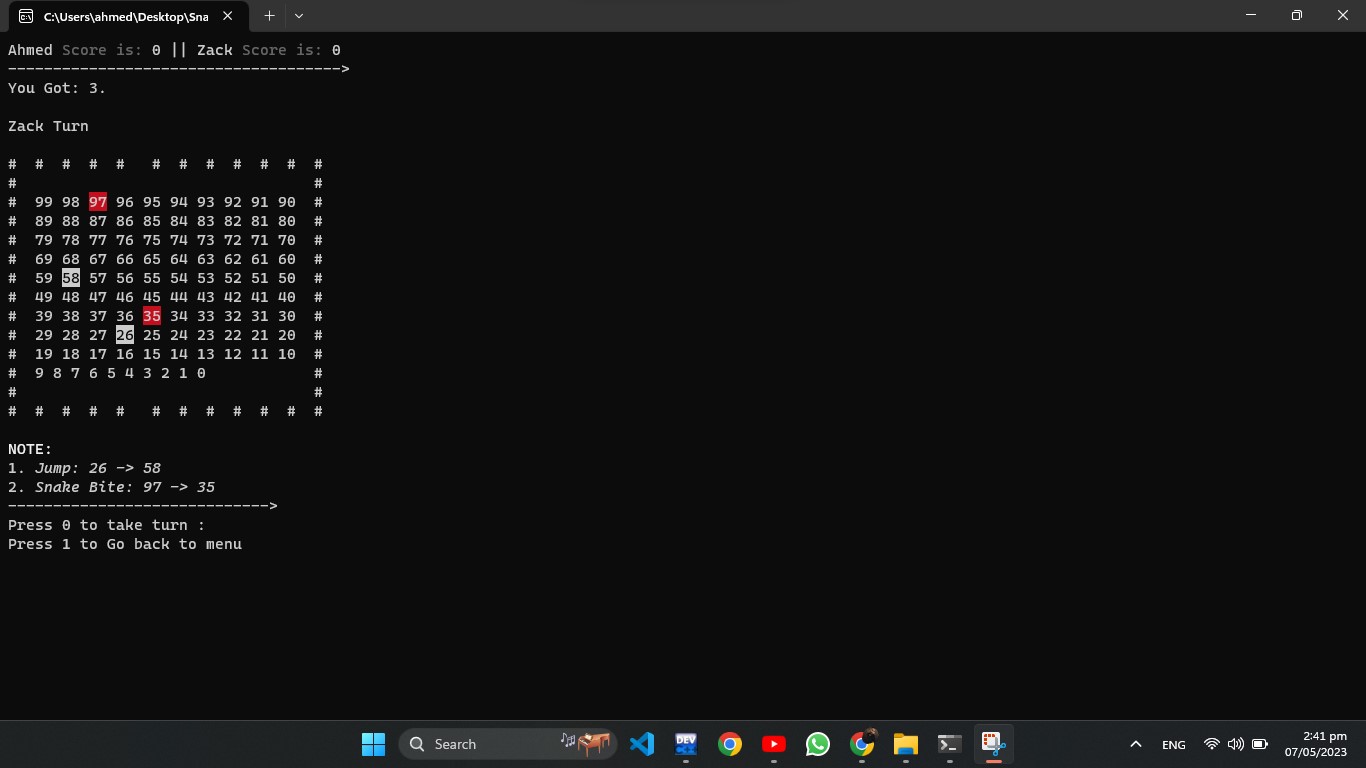 C:\Users\ahmed\Desktop\Sna
Ahmed Score is: 0 || Zack Score is: 0
------------------------------------->
You Got: 3.
Zack Turn
# # # # # # # # # # # #
# #
# 99 98 97 96 95 94 93 92 91 90 #
# 89 88 87 86 85 84 83 82 81 80 #
# 79 78 77 76 75 74 73 72 71 70 #
# 69 68 67 66 65 64 63 62 61 60 #
# 59 58 57 56 55 54 53 52 51 50 #
# 49 48 47 46 45 44 43 42 41 40 #
# 39 38 37 36 35 34 33 32 31 30 #
# 29 28 27 26 25 24 23 22 21 20 #
# 19 18 17 16 15 14 13 12 11 10 #
# 9 8 7 6 5 4 3 2 1 0 #
# #
# # # # # # # # # # # #
NOTE:
1. Jump: 26 -> 58
2. Snake Bite: 97 -> 35
----------------------------->
Press 0 to take turn :
Press 1 to Go back to menu
Search
DEV
ENG
2:41 pm
07/05/2023